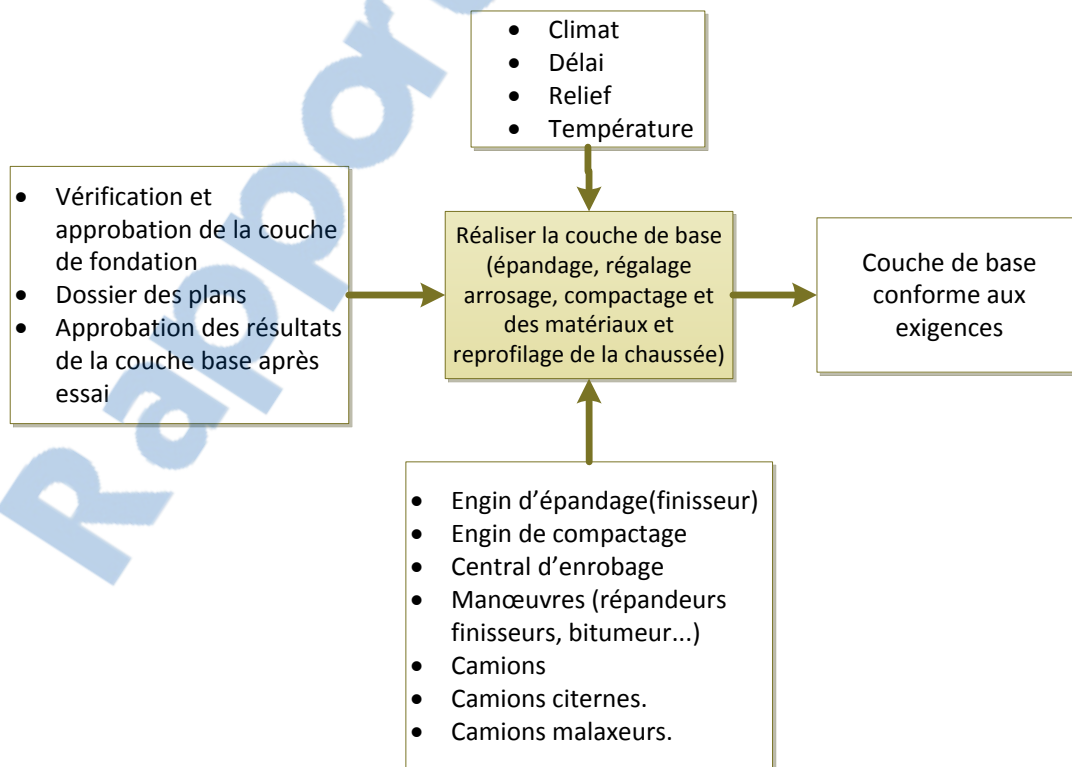 • Climat
• Délai
• Relief
• Température
• Vérification et
approbation de la couche
de fondation
• Dossier des plans
• Approbation des résultats
de la couche base après
essai
Réaliser la couche de base
(épandage, régalage
arrosage, compactage et
des matériaux et
reprofilage de la chaussée)
Couche de base
conforme aux
exigences
• Engin d’épandage(finisseur)
• Engin de compactage
• Central d’enrobage
• Manœuvres (répandeurs
finisseurs, bitumeur...)
• Camions
• Camions citernes.
• Camions malaxeurs.
Rappor